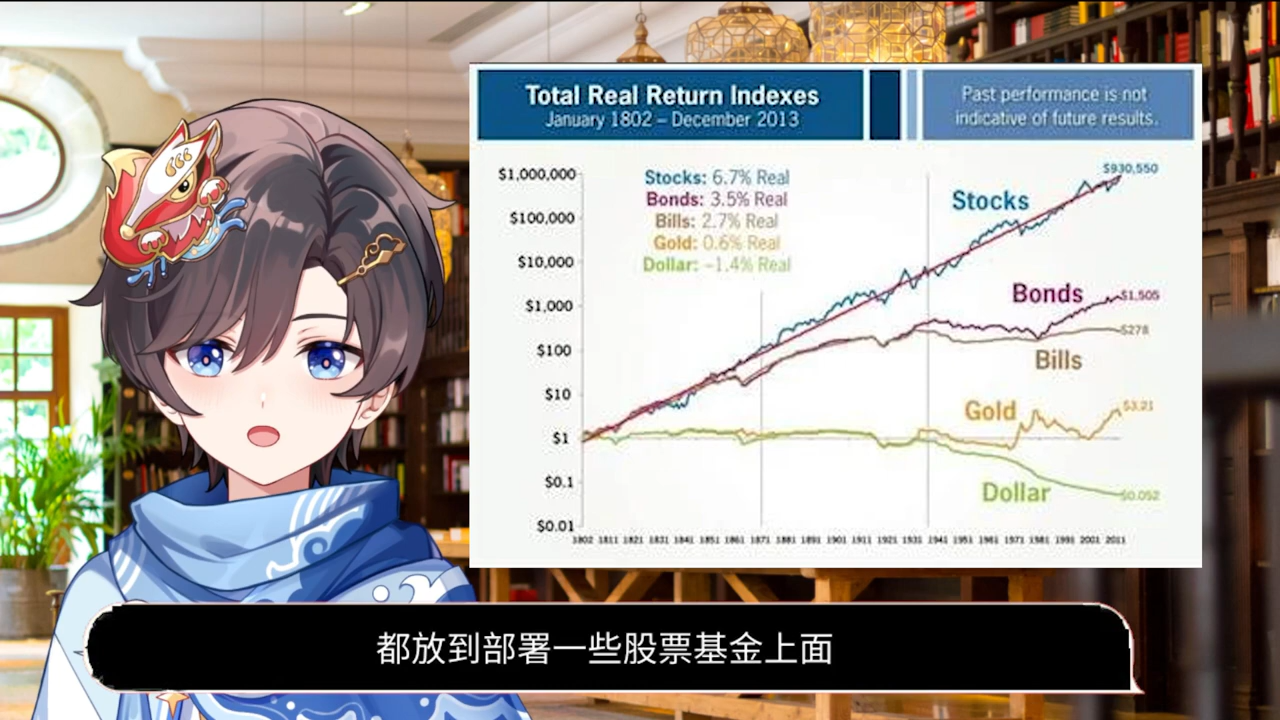 Total Real Return Indexes
January 1802 – December 2013
Past performance is not
indicative of future results.
$1,000,000
$100,000
$10,000
$1,000
$100
$10
$1
$0.1
$0.01
Stocks: 6.7% Real
Bonds: 3.5% Real
Bills: 2.7% Real
Gold: 0.6% Real
Dollar: –1.4% Real
$930,550
Stocks
Bonds
$1,505
$278
Bills
Gold
$3.21
Dollar
$0.052
1802 1811 1821 1831 1841 1851 1861 1871 1881 1891 1901 1911 1921 1931 1941 1951 1961 1971 1981 1991 2001 2011
都放到部署一些股票基金上面